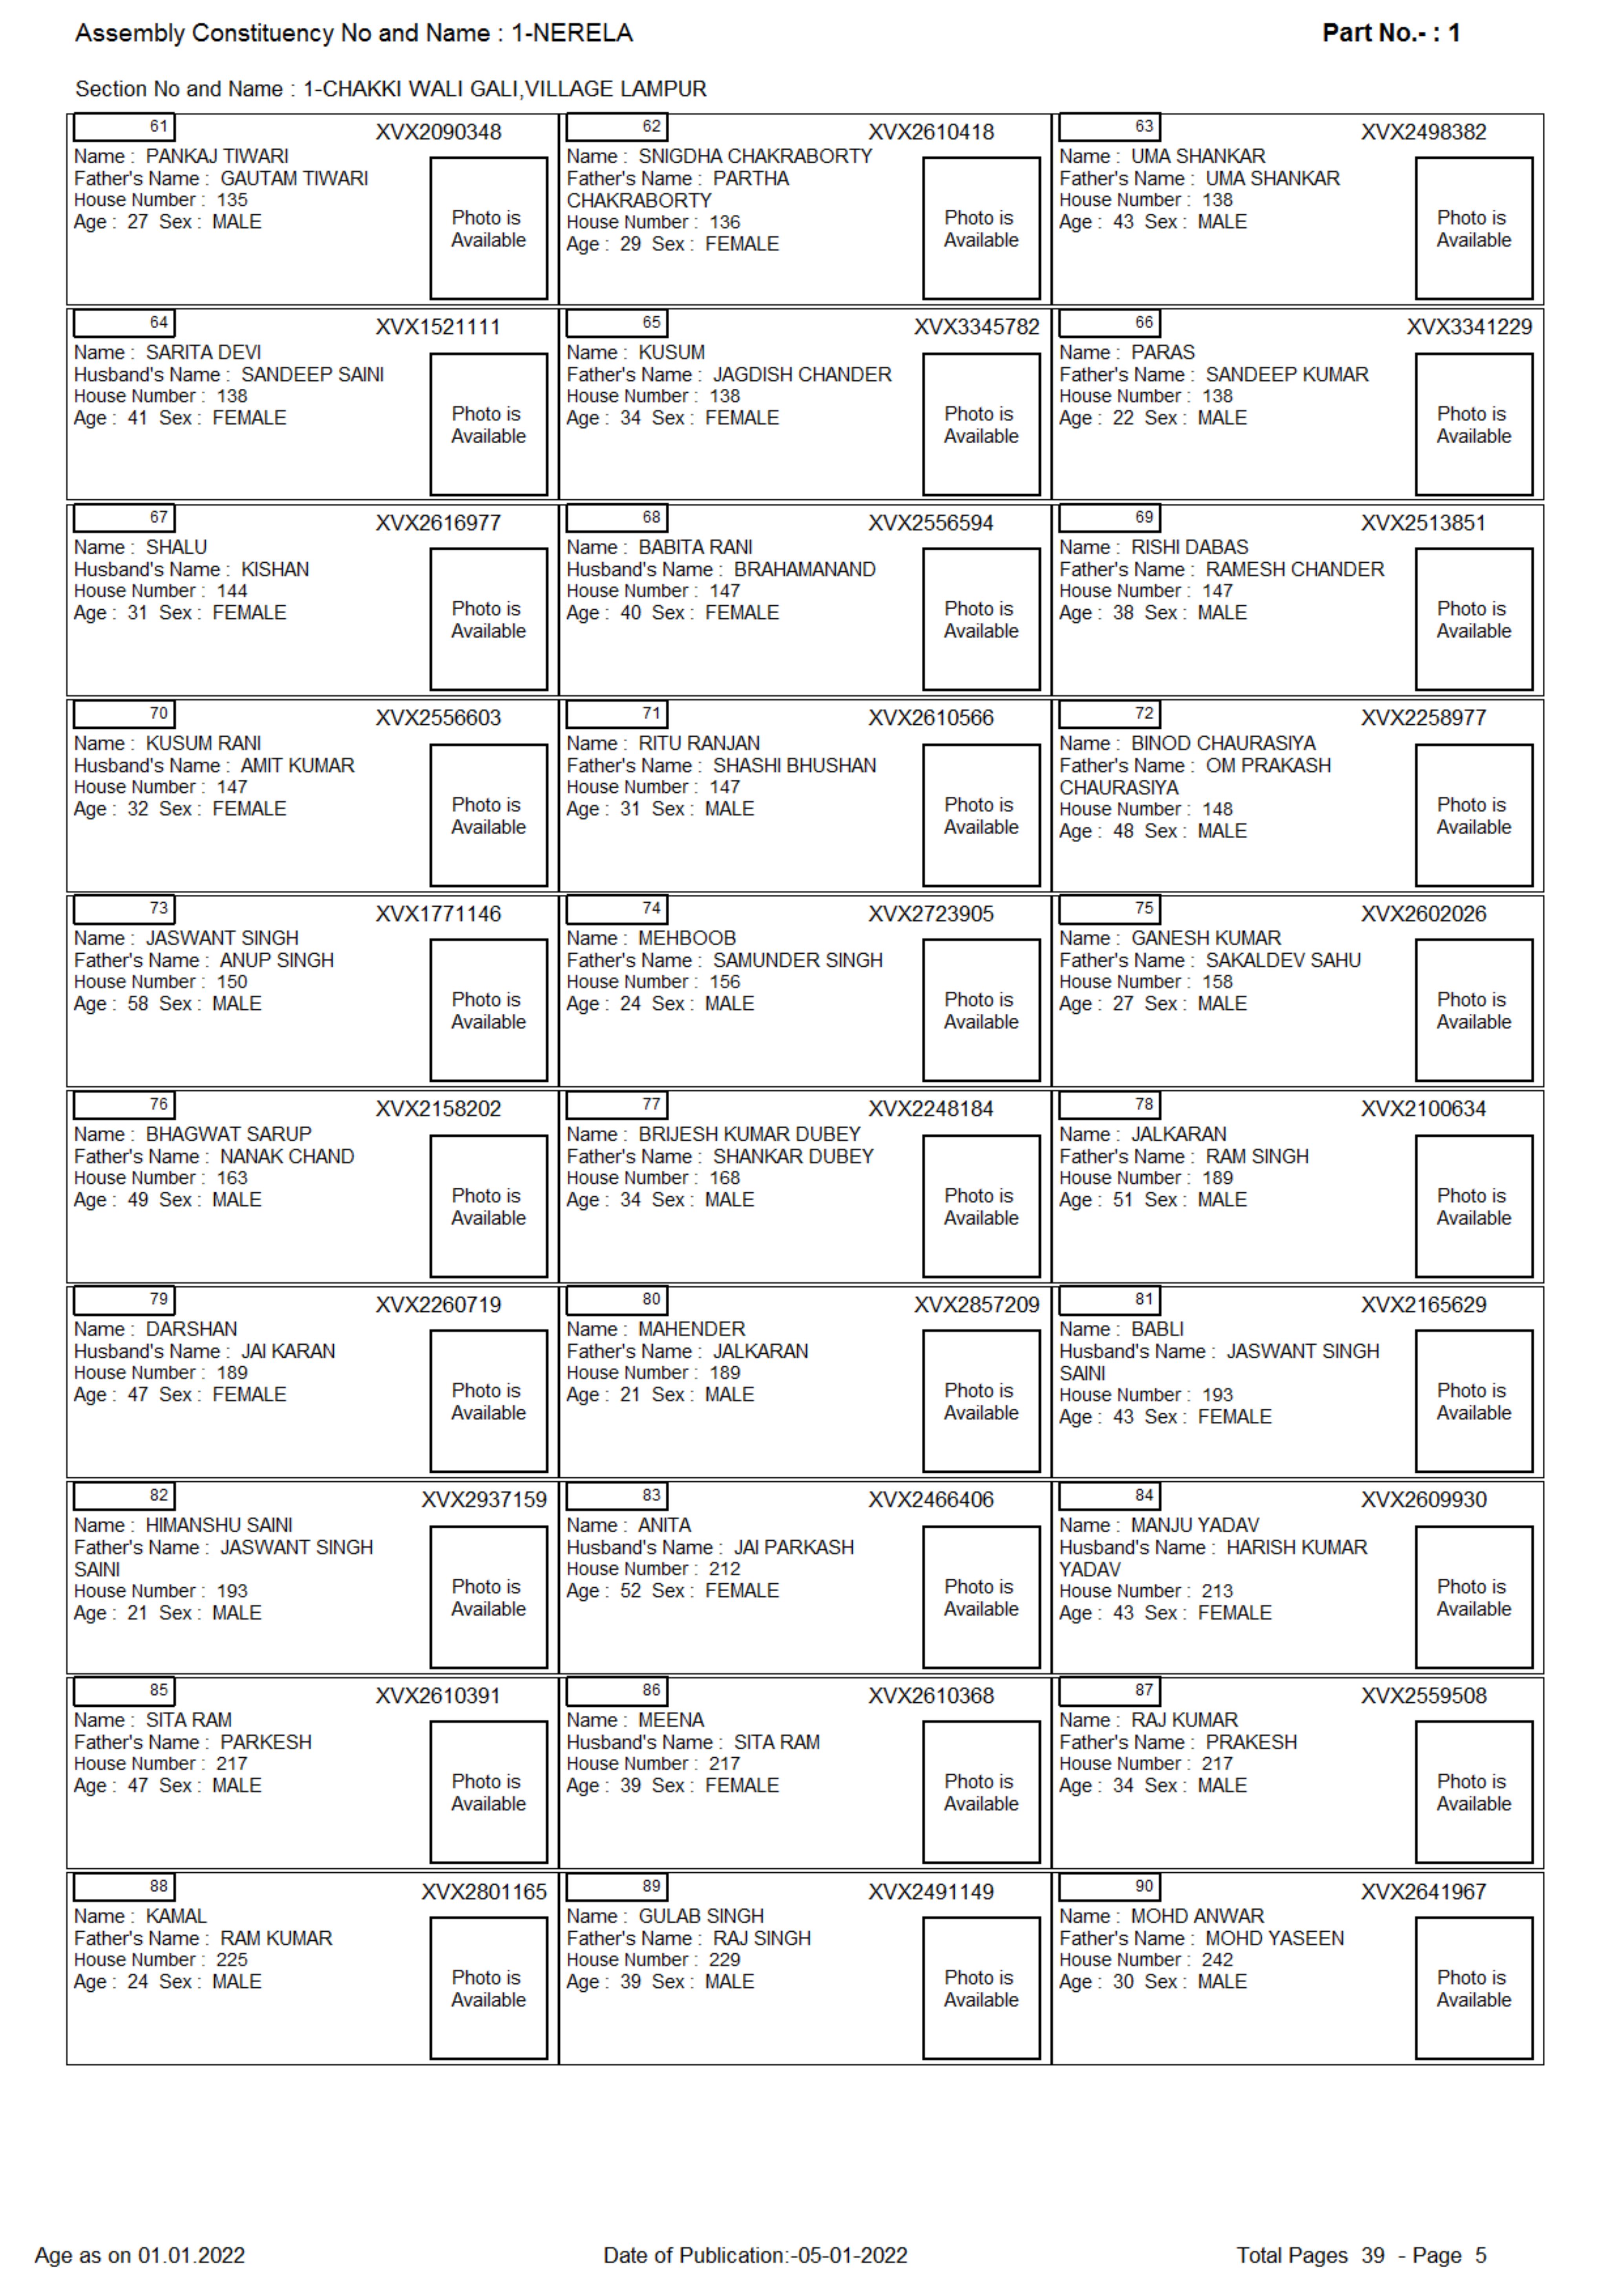 Assembly Constituency No and Name : 1-NERELA
Part No.- : 1
Section No and Name : 1-CHAKKI WALI GALI,VILLAGE LAMPUR
61
XVX2090348
Name : PANKAJ TIWARI
Father's Name : GAUTAM TIWARI
House Number : 135
Age : 27 Sex : MALE
Photo is
Available
62
XVX2610418
Name : SNIGDHA CHAKRABORTY
Father's Name : PARTHA
CHAKRABORTY
House Number : 136
Age : 29 Sex : FEMALE
Photo is
Available
63
XVX2498382
Name : UMA SHANKAR
Father's Name : UMA SHANKAR
House Number : 138
Age : 43 Sex : MALE
Photo is
Available
64
XVX1521111
Name : SARITA DEVI
Husband's Name : SANDEEP SAINI
House Number : 138
Age : 41 Sex : FEMALE
Photo is
Available
65
XVX3345782
Name : KUSUM
Father's Name : JAGDISH CHANDER
House Number : 138
Age : 34 Sex : FEMALE
Photo is
Available
66
XVX3341229
Name : PARAS
Father's Name : SANDEEP KUMAR
House Number : 138
Age : 22 Sex : MALE
Photo is
Available
67
XVX2616977
Name : SHALU
Husband's Name : KISHAN
House Number : 144
Age : 31 Sex : FEMALE
Photo is
Available
68
XVX2556594
Name : BABITA RANI
Husband's Name : BRAHAMANAND
House Number : 147
Age : 40 Sex : FEMALE
Photo is
Available
69
XVX2513851
Name : RISHI DABAS
Father's Name : RAMESH CHANDER
House Number : 147
Age : 38 Sex : MALE
Photo is
Available
70
XVX2556603
Name : KUSUM RANI
Husband's Name : AMIT KUMAR
House Number : 147
Age : 32 Sex : FEMALE
Photo is
Available
71
XVX2610566
Name : RITU RANJAN
Father's Name : SHASHI BHUSHAN
House Number : 147
Age : 31 Sex : MALE
Photo is
Available
72
XVX2258977
Name : BINOD CHAURASIYA
Father's Name : OM PRAKASH
CHAURASIYA
House Number : 148
Age : 48 Sex : MALE
Photo is
Available
73
XVX1771146
Name : JASWANT SINGH
Father's Name : ANUP SINGH
House Number : 150
Age : 58 Sex : MALE
Photo is
Available
74
XVX2723905
Name : MEHBOOB
Father's Name : SAMUNDER SINGH
House Number : 156
Age : 24 Sex : MALE
Photo is
Available
75
XVX2602026
Name : GANESH KUMAR
Father's Name : SAKALDEV SAHU
House Number : 158
Age : 27 Sex : MALE
Photo is
Available
76
XVX2158202
Name : BHAGWAT SARUP
Father's Name : NANAK CHAND
House Number : 163
Age : 49 Sex : MALE
Photo is
Available
77
XVX2248184
Name : BRIJESH KUMAR DUBEY
Father's Name : SHANKAR DUBEY
House Number : 168
Age : 34 Sex : MALE
Photo is
Available
78
XVX2100634
Name : JALKARAN
Father's Name : RAM SINGH
House Number : 189
Age : 51 Sex : MALE
Photo is
Available
79
XVX2260719
Name : DARSHAN
Husband's Name : JAI KARAN
House Number : 189
Age : 47 Sex : FEMALE
Photo is
Available
80
XVX2857209
Name : MAHENDER
Father's Name : JALKARAN
House Number : 189
Age : 21 Sex : MALE
Photo is
Available
81
XVX2165629
Name : BABLI
Husband's Name : JASWANT SINGH
SAINI
House Number : 193
Age : 43 Sex : FEMALE
Photo is
Available
82
XVX2937159
Name : HIMANSHU SAINI
Father's Name : JASWANT SINGH
SAINI
House Number : 193
Age : 21 Sex : MALE
Photo is
Available
83
XVX2466406
Name : ANITA
Husband's Name : JAI PARKASH
House Number : 212
Age : 52 Sex : FEMALE
Photo is
Available
84
XVX2609930
Name : MANJU YADAV
Husband's Name : HARISH KUMAR
YADAV
House Number : 213
Age : 43 Sex : FEMALE
Photo is
Available
85
XVX2610391
Name : SITA RAM
Father's Name : PARKESH
House Number : 217
Age : 47 Sex : MALE
Photo is
Available
86
XVX2610368
Name : MEENA
Husband's Name : SITA RAM
House Number : 217
Age : 39 Sex : FEMALE
Photo is
Available
87
XVX2559508
Name : RAJ KUMAR
Father's Name : PRAKESH
House Number : 217
Age : 34 Sex : MALE
Photo is
Available
88
XVX2801165
Name : KAMAL
Father's Name : RAM KUMAR
House Number : 225
Age : 24 Sex : MALE
Photo is
Available
89
XVX2491149
Name : GULAB SINGH
Father's Name : RAJ SINGH
House Number : 229
Age : 39 Sex : MALE
Photo is
Available
90
XVX2641967
Name : MOHD ANWAR
Father's Name : MOHD YASEEN
House Number : 242
Age : 30 Sex : MALE
Photo is
Available
Age as on 01.01.2022
Date of Publication:-05-01-2022
Total Pages 39 - Page 5